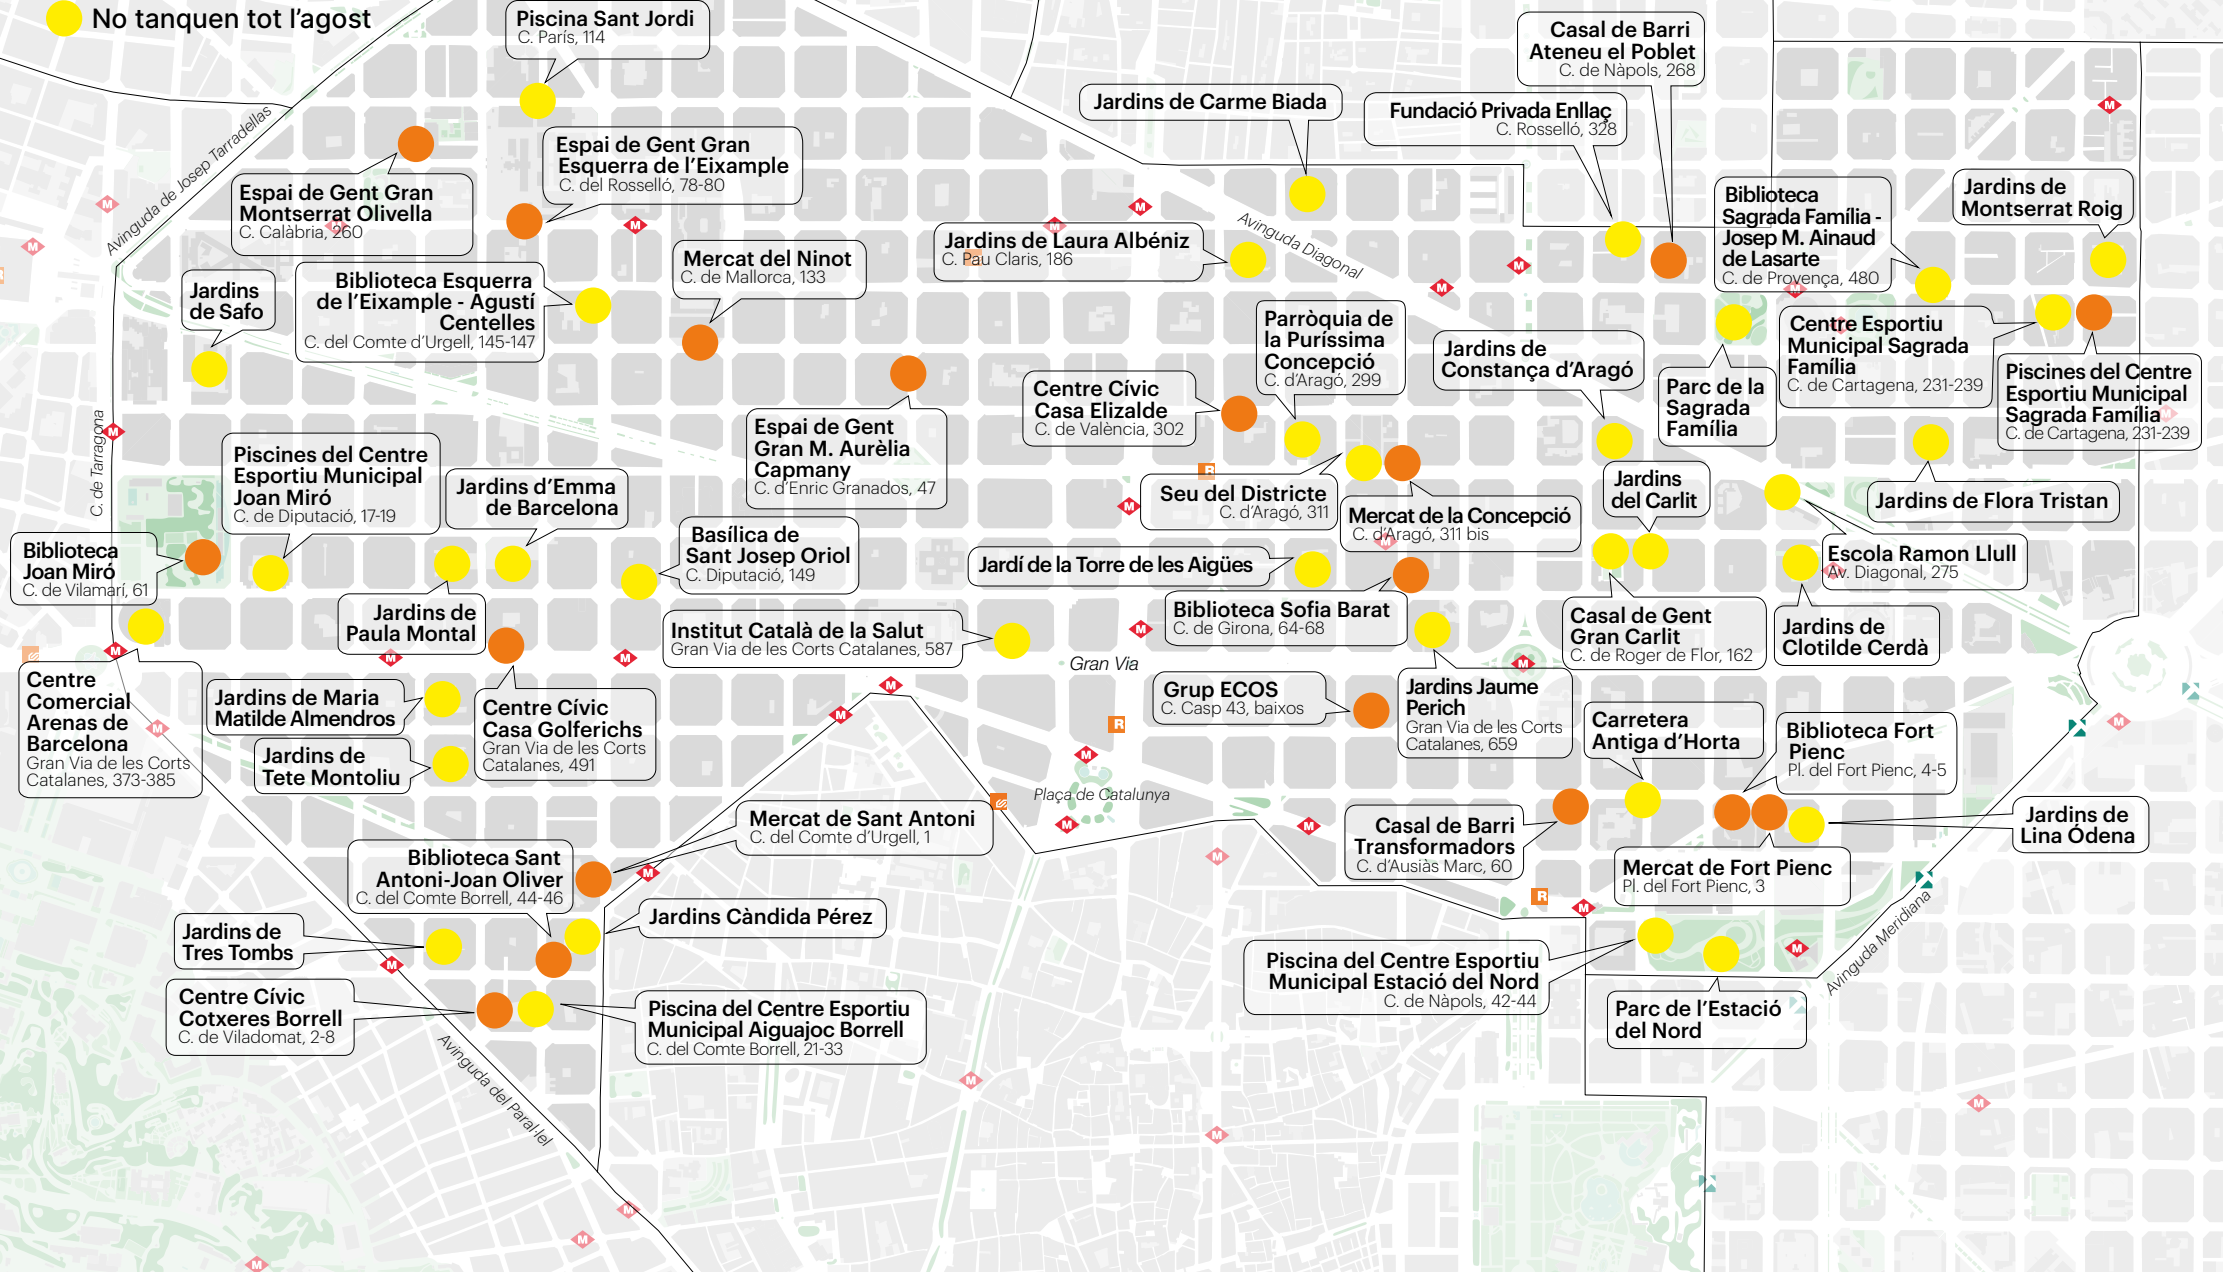 No tanquen tot l'agost
Piscina Sant Jordi
C. París, 114
Casal de Barri
Ateneu el Poblet
C. de Nàpols, 268
Jardins de Carme Biada
Fundació Privada Enllaç
C. Rosselló, 328
Avinguda de Josep Tarradellas
Espai de Gent Gran
Esquerra de l'Eixample
C. del Rosselló, 78-80
Espai de Gent Gran
Montserrat Olivella
C. Calàbria, 260
Biblioteca
Sagrada Família -
Josep M. Ainaud
de Lasarte
C. de Provença, 480
Jardins de
Montserrat Roig
Jardins de Laura Albéniz
C. Pau Claris, 186
Avinguda Diagonal
Mercat del Ninot
C. de Mallorca, 133
Jardins
de Safo
Biblioteca Esquerra
de l'Eixample - Agustí
Centelles
C. del Comte d'Urgell, 145-147
Parròquia de
la Puríssima
Concepció
C. d'Aragó, 299
Jardins de
Constança d'Aragó
Centre Esportiu
Municipal Sagrada
Família
C. de Cartagena, 231-239
Piscines del Centre
Esportiu Municipal
Sagrada Família
C. de Cartagena, 231-239
Parc de la
Sagrada
Família
Centre Cívic
Casa Elizalde
C. de València, 302
Espai de Gent
Gran M. Aurèlia
Capmany
C. d'Enric Granados, 47
C. de Tarragona
Piscines del Centre
Esportiu Municipal
Joan Miró
C. de Diputació, 17-19
Jardins d'Emma
de Barcelona
Jardins
del Carlit
Seu del Districte
C. d'Aragó, 311
Mercat de la Concepció
C. d'Aragó, 311 bis
Jardins de Flora Tristan
Basílica de
Sant Josep Oriol
C. Diputació, 149
Biblioteca
Joan Miró
C. de Vilamarí, 61
Jardí de la Torre de les Aigües
Escola Ramon Llull
Av. Diagonal, 275
Jardins de
Paula Montal
Institut Català de la Salut
Gran Via de les Corts Catalanes, 587
Biblioteca Sofia Barat
C. de Girona, 64-68
Casal de Gent
Gran Carlit
C. de Roger de Flor, 162
Jardins de
Clotilde Cerdà
Gran Via
Centre
Comercial
Arenas de
Barcelona
Gran Via de les Corts
Catalanes, 373-385
Jardins de Maria
Matilde Almendros
Centre Cívic
Casa Golferichs
Gran Via de les Corts
Catalanes, 491
Grup ECOS
C. Casp 43, baixos
Jardins Jaume
Perich
Gran Via de les Corts
Catalanes, 659
Carretera
Antiga d'Horta
Biblioteca Fort
Pienc
Pl. del Fort Pienc, 4-5
Jardins de
Tete Montoliu
Plaça de Catalunya
Mercat de Sant Antoni
C. del Comte d'Urgell, 1
Casal de Barri
Transformadors
C. d'Ausiàs Marc, 60
Jardins de
Lina Ódena
Biblioteca Sant
Antoni-Joan Oliver
C. del Comte Borrell, 44-46
Mercat de Fort Pienc
Pl. del Fort Pienc, 3
Jardins Càndida Pérez
Jardins de
Tres Tombs
Avinguda Meridiana
Piscina del Centre Esportiu
Municipal Estació del Nord
C. de Nàpols, 42-44
Centre Cívic
Cotxeres Borrell
C. de Viladomat, 2-8
Piscina del Centre Esportiu
Municipal Aiguajoc Borrell
C. del Comte Borrell, 21-33
Parc de l'Estació
del Nord
Avinguda del Paral·lel